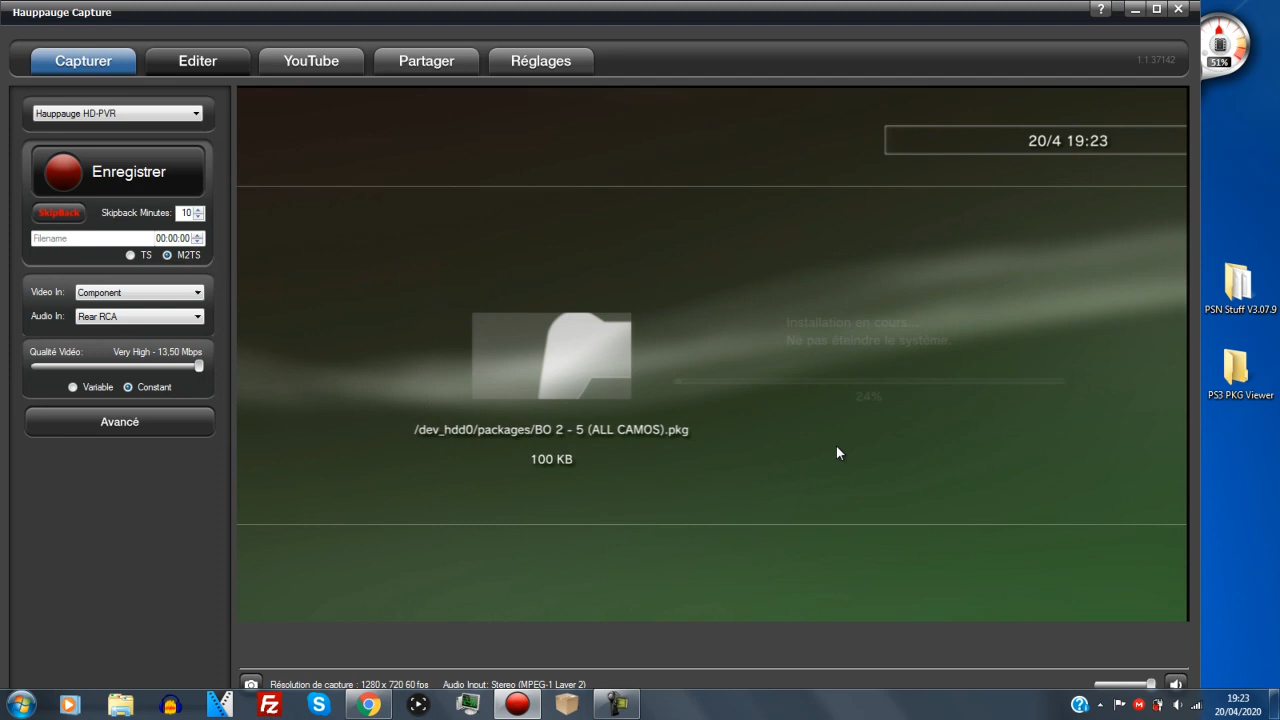 Hauppauge Capture
?
Capturer
Editer
YouTube
Partager
Réglages
1.1.37142
51%
Hauppauge HD-PVR
Enregistrer
SkipBack
Skipback Minutes: 10
Filename 00:00:00
TS M2TS
Video In: Component
Audio In: Rear RCA
Qualité Vidéo: Very High - 13,50 Mbps
Variable Constant
Avancé
20/4 19:23
Installation en cours...
Ne pas éteindre le système.
24%
/dev_hdd0/packages/BO 2 - 5 (ALL CAMOS).pkg
100 KB
PSN Stuff V3.07.9
PS3 PKG Viewer
Résolution de capture : 1280 x 720 60 fps
Audio Input: Stereo (MPEG-1 Layer 2)
19:23
20/04/2020